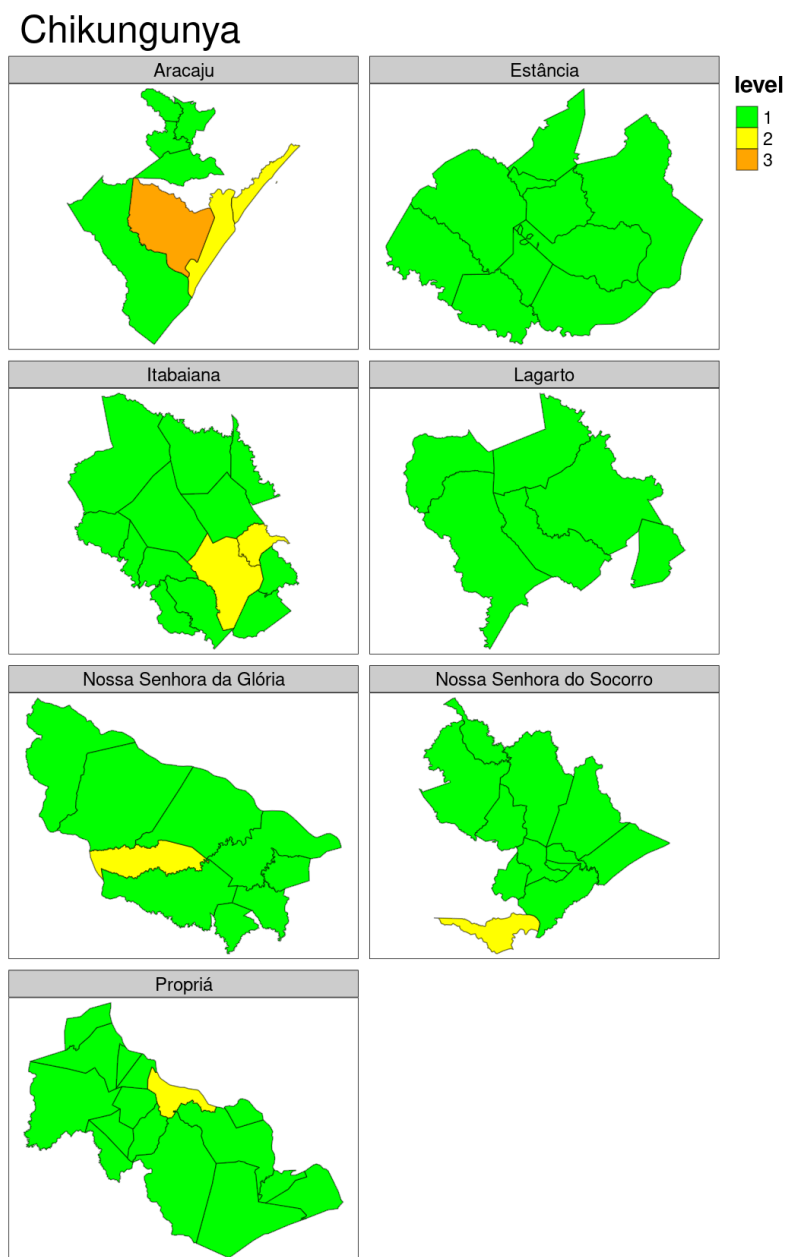 Chikungunya
Aracaju
Estância
level
1
2
3
Itabaiana
Lagarto
Nossa Senhora da Glória
Nossa Senhora do Socorro
Propriá